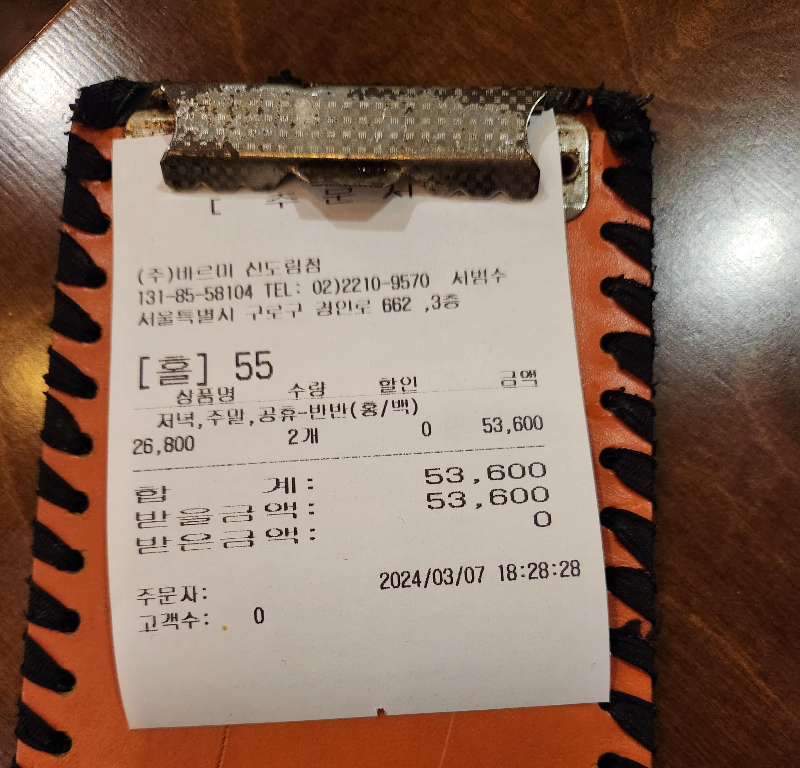 [ 주 문 서
(주)바르미 신도림점
131-85-58104 TEL: 02)2210-9570 서범수
서울특별시 구로구 경인로 662 ,3층
[홀] 55
상품명 수량 할인 금액
저녁,주말,공휴-반반(홍/백)
26,800 2개 0 53,600
합 계: 53,600
받을금액: 53,600
받은금액: 0
2024/03/07 18:28:28
주문자:
고객수: 0